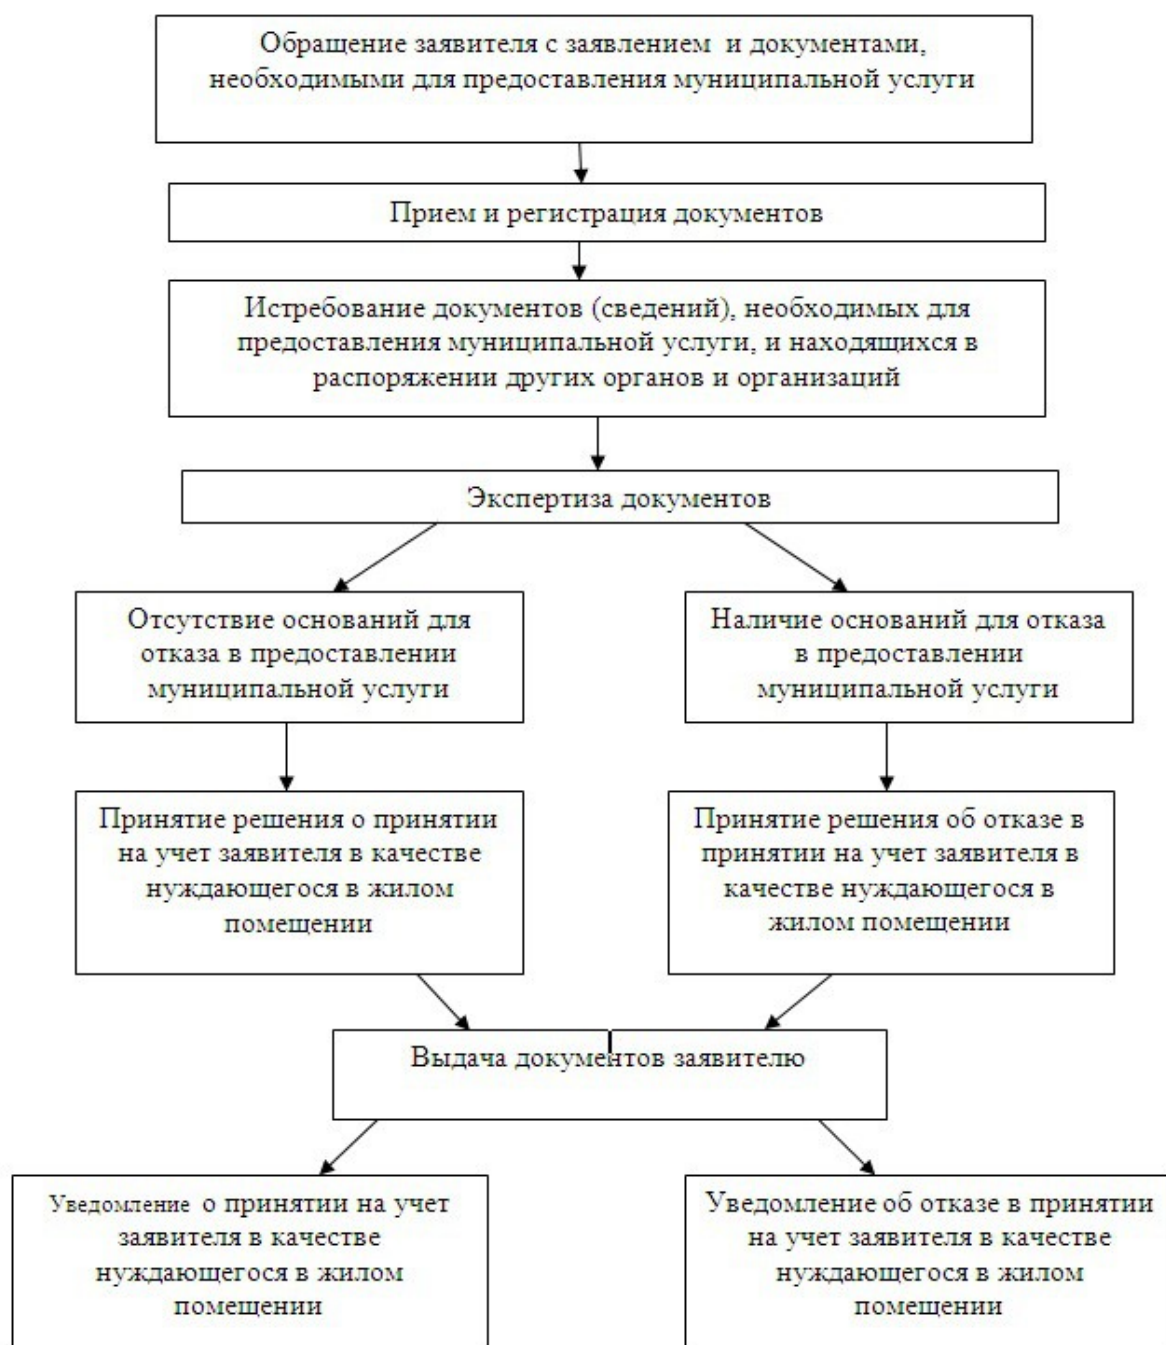 Обращение заявителя с заявлением и документами,
необходимыми для предоставления муниципальной услуги
Прием и регистрация документов
Истребование документов (сведений), необходимых для
предоставления муниципальной услуги, и находящихся в
распоряжении других органов и организаций
Экспертиза документов
Отсутствие оснований для
отказа в предоставлении
муниципальной услуги
Наличие оснований для отказа
в предоставлении
муниципальной услуги
Принятие решения о принятии
на учет заявителя в качестве
нуждающегося в жилом
помещении
Принятие решения об отказе в
принятии на учет заявителя в
качестве нуждающегося в
жилом помещении
Выдача документов заявителю
Уведомление о принятии на учет
заявителя в качестве
нуждающегося в жилом
помещении
Уведомление об отказе в принятии
на учет заявителя в качестве
нуждающегося в жилом
помещении